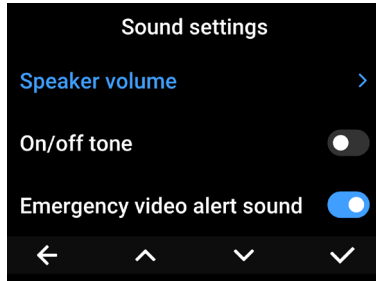 Sound settings
Speaker volume
On/off tone
Emergency video alert sound